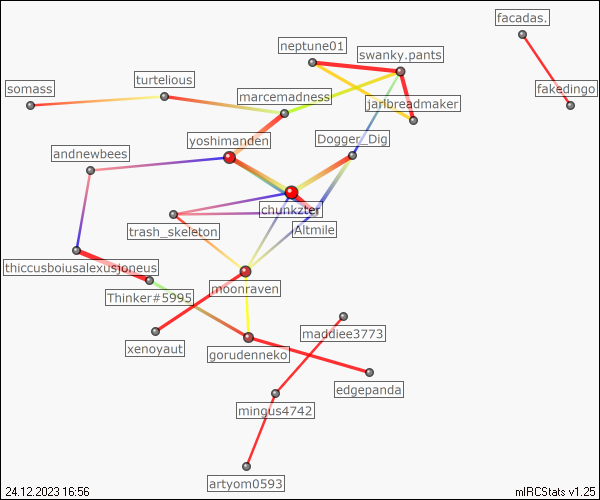 facadas.
neptune01
swanky.pants
turtelious
somass
fakedingo
marcemadness
jarlbreadmaker
yoshimanden
Dogger_Dig
andnewbees
chunkzter
trash_skeleton
Altmile
thiccusboiusalexusjoneus
moonraven
Thinker#5995
maddiee3773
xenoyaut
gorudenneko
edgepanda
mingus4742
artyom0593
24.12.2023 16:56
mIRCStats v1.25